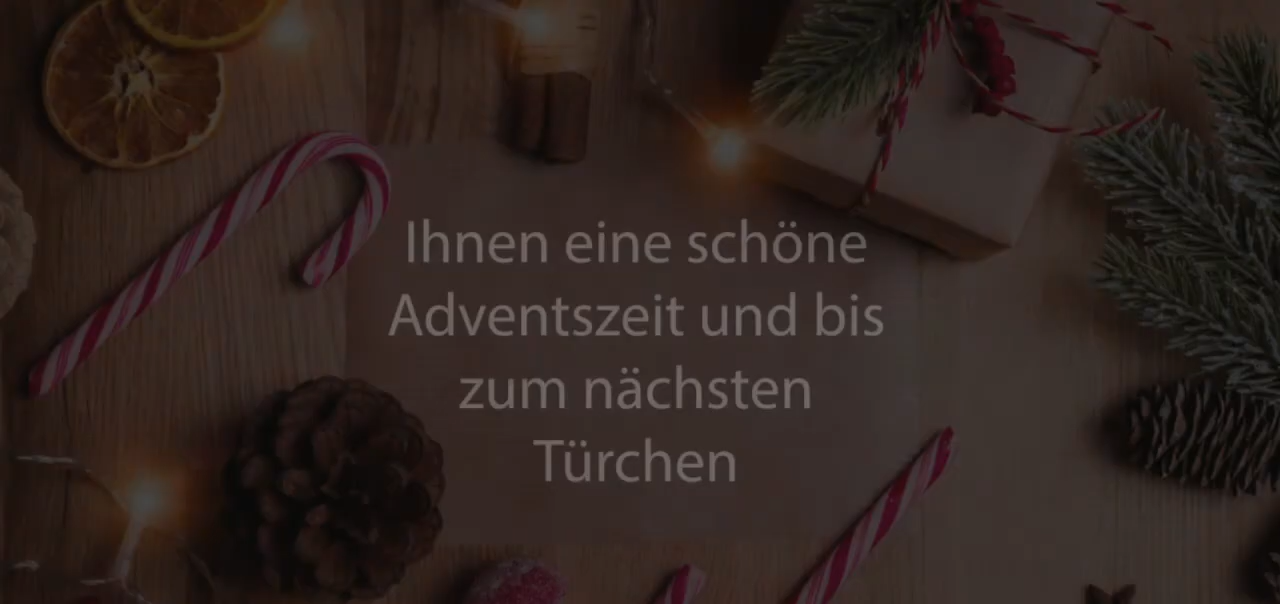 Ihnen eine schöne
Adventszeit und bis
zum nächsten
Türchen